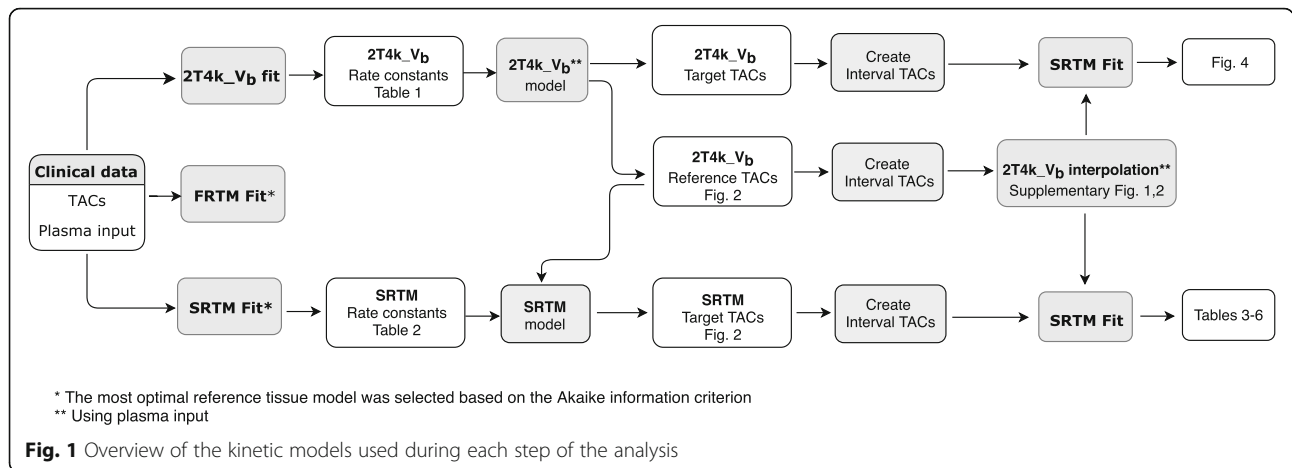 2T4k_Vb fit
2T4k_Vb
Rate constants
Table 1
2T4k_Vb**
model
2T4k_Vb
Target TACs
Create
Interval TACs
SRTM Fit
Fig. 4
Clinical data
TACs
Plasma input
FRTM Fit*
2T4k_Vb
Reference TACs
Fig. 2
Create
Interval TACs
2T4k_Vb interpolation**
Supplementary Fig. 1,2
SRTM Fit*
SRTM
Rate constants
Table 2
SRTM
model
SRTM
Target TACs
Fig. 2
Create
Interval TACs
SRTM Fit
Tables 3-6
* The most optimal reference tissue model was selected based on the Akaike information criterion
** Using plasma input
Fig. 1 Overview of the kinetic models used during each step of the analysis